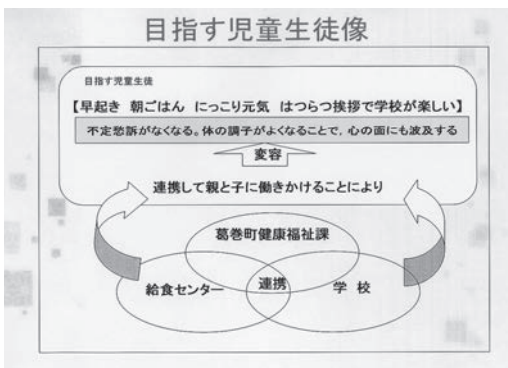 目指す児童生徒像
目指す児童生徒
【早起き 朝ごはん にっこり元気 はつらつ挨拶で学校が楽しい】
不定愁訴がなくなる。体の調子がよくなることで，心の面にも波及する
変容
連携して親と子に働きかけることにより
葛巻町健康福祉課
給食センター
連携
学 校